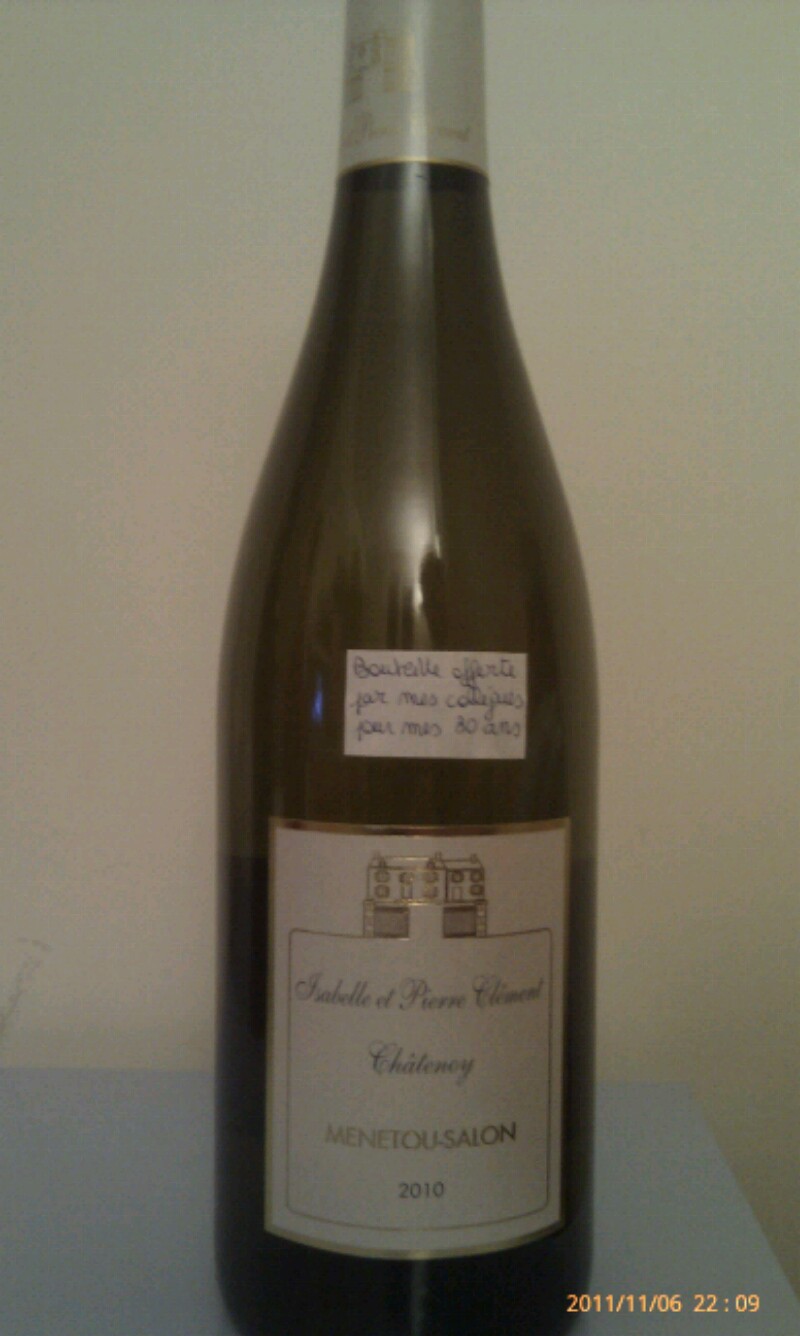 Bouteille offerte
par mes collègues
pour mes 30 ans
Isabelle et Pierre Clément
Châtenoy
MENETOU-SALON
2010
2011/11/06 22:09